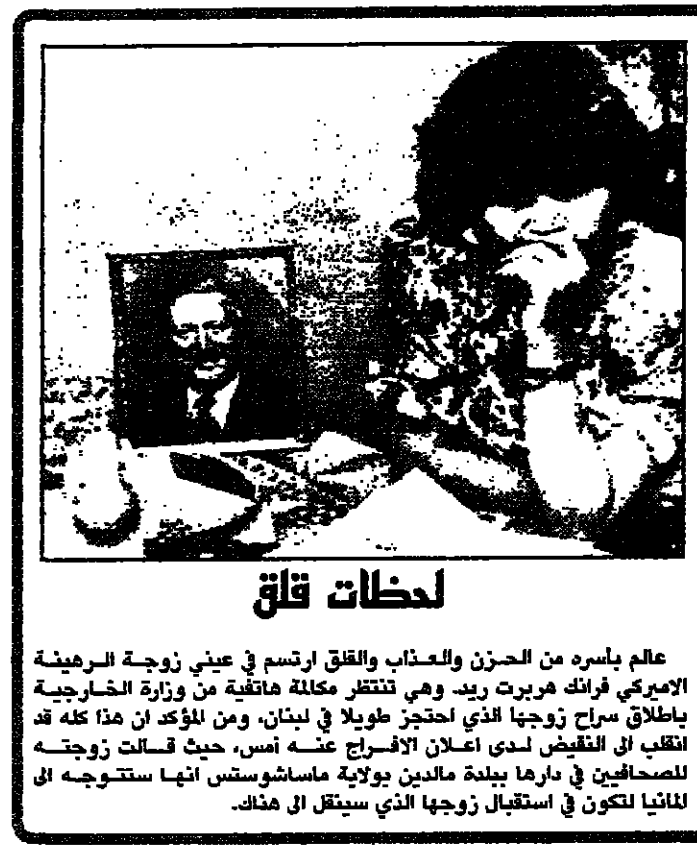 لحظات قلق
عالم بأسره من الحزن والعذاب والقلق ارتسم في عيني زوجة الرهينة
الاميركي فرانك هربرت ريد. وهي تنتظر مكالمة هاتفية من وزارة الخارجية
باطلاق سراح زوجها الذي احتجز طويلا في لبنان، ومن المؤكد ان هذا كله قد
انقلب الى النقيض لدى اعلان الافراج عنه أمس، حيث قالت زوجته
للصحافيين في دارها ببلدة مالدين بولاية ماساشوستس انها ستتوجه الى
المانيا لتكون في استقبال زوجها الذي سينقل الى هناك.